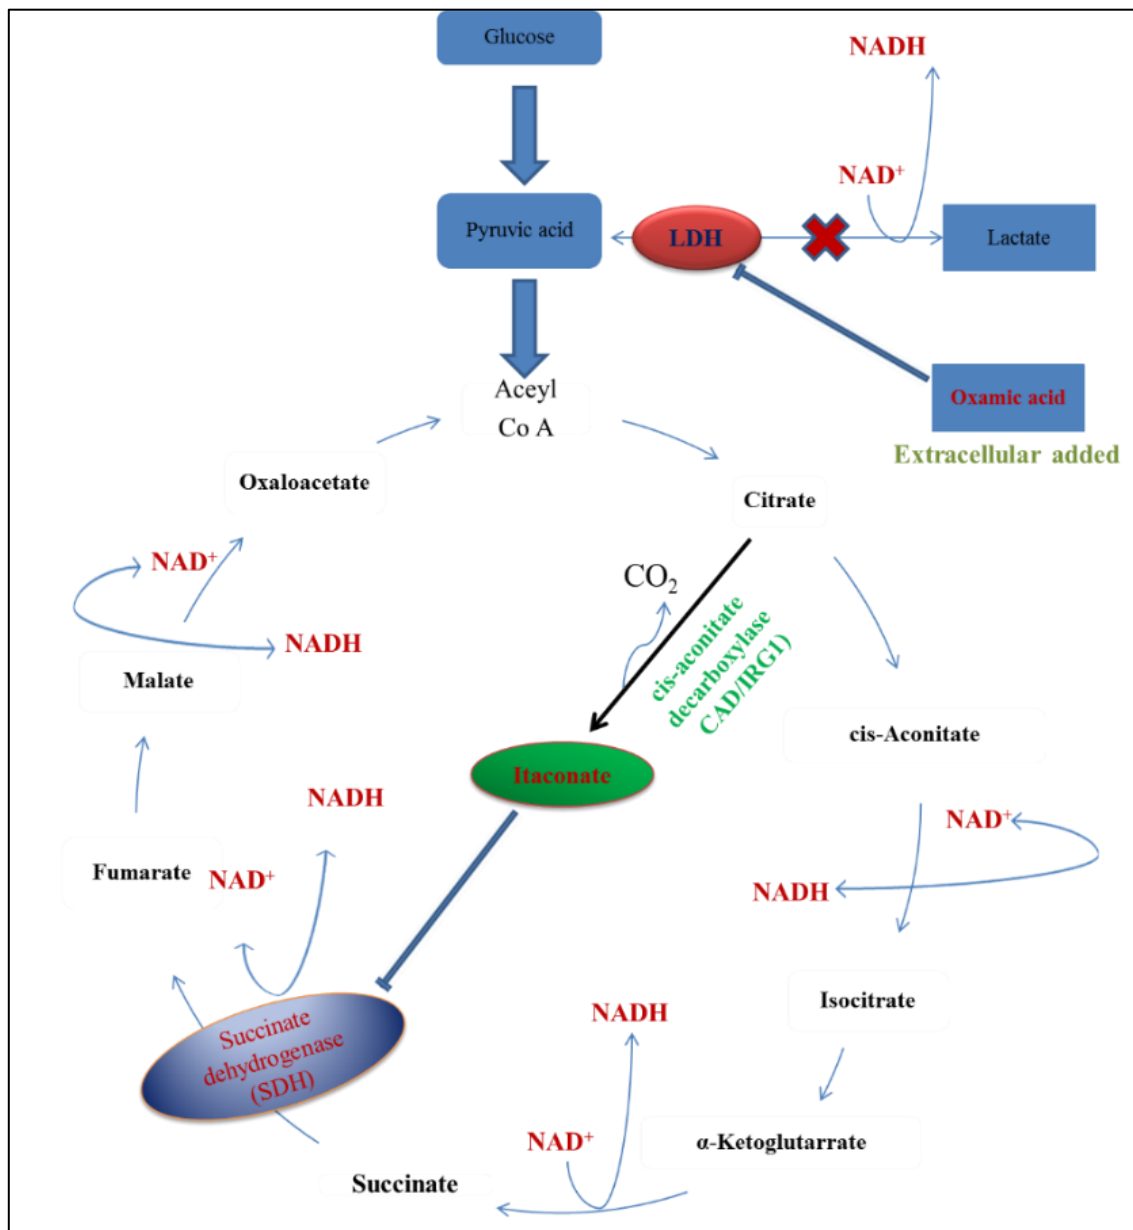 Glucose
NADH
NAD⁺
Pyruvic acid
LDH
Lactate
Aceyl
Co A
Oxamic acid
Extracellular added
Oxaloacetate
Citrate
NAD⁺
CO₂
cis-aconitate
decarboxylase
CAD/IRG1)
NADH
Malate
cis-Aconitate
Itaconate
NADH
NAD⁺
Fumarate
NAD⁺
NADH
Isocitrate
NADH
Succinate
dehydrogenase
(SDH)
NAD⁺
α-Ketoglutarrate
Succinate